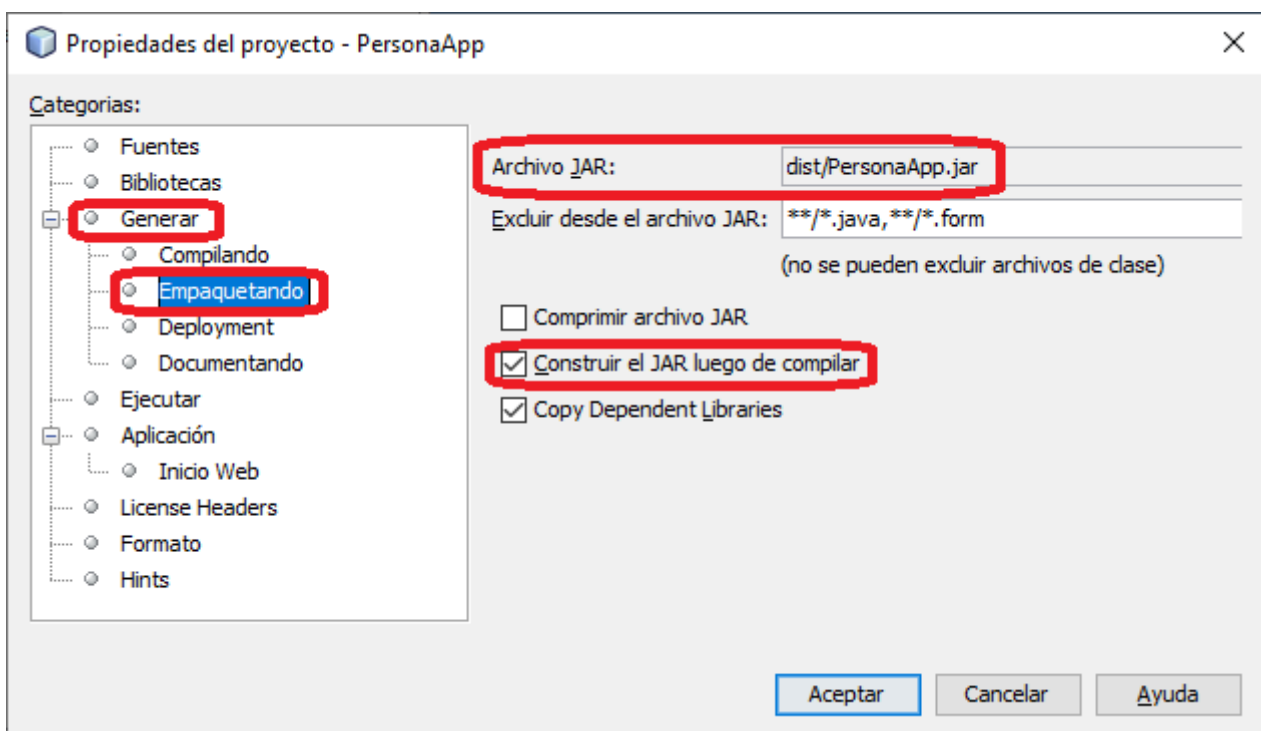 Propiedades del proyecto - PersonaApp
Categorias:
Fuentes
Bibliotecas
Generar
Compilando
Empaquetando
Deployment
Documentando
Ejecutar
Aplicación
Inicio Web
License Headers
Formato
Hints
Archivo JAR: dist/PersonaApp.jar
Excluir desde el archivo JAR: **/*.java,**/*.form
(no se pueden excluir archivos de clase)
Comprimir archivo JAR
Construir el JAR luego de compilar
Copy Dependent Libraries
Aceptar Cancelar Ayuda